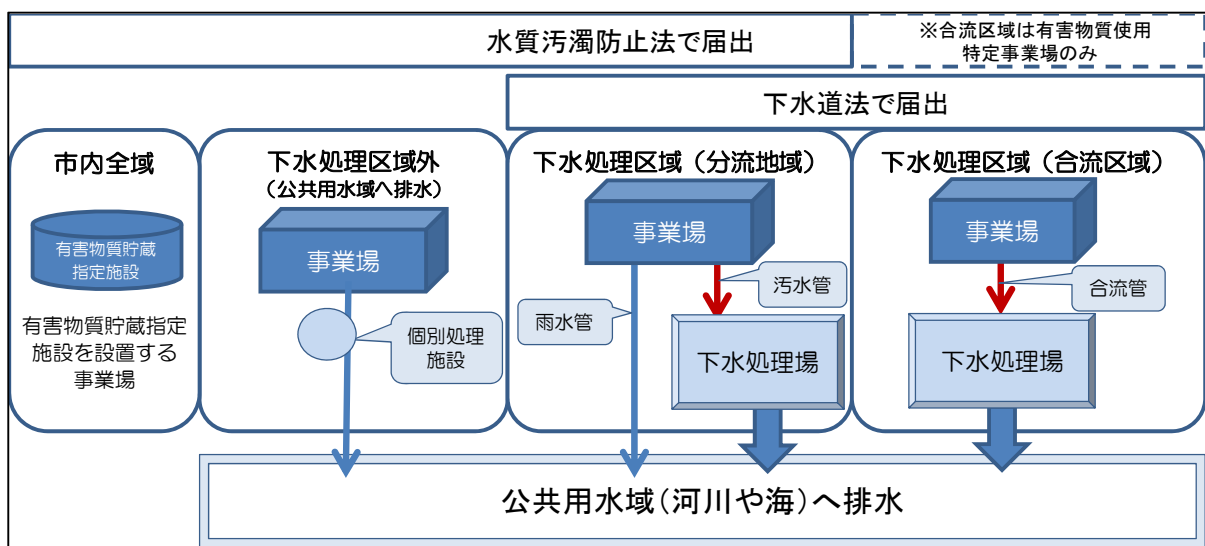 水質汚濁防止法で届出
※合流区域は有害物質使用
特定事業場のみ
下水道法で届出
市内全域
有害物質貯蔵
指定施設
有害物質貯蔵指定
施設を設置する
事業場
下水処理区域外
（公共用水域へ排水）
事業場
個別処理
施設
下水処理区域（分流地域）
事業場
汚水管
雨水管
下水処理場
下水処理区域（合流区域）
事業場
合流管
下水処理場
公共用水域（河川や海）へ排水